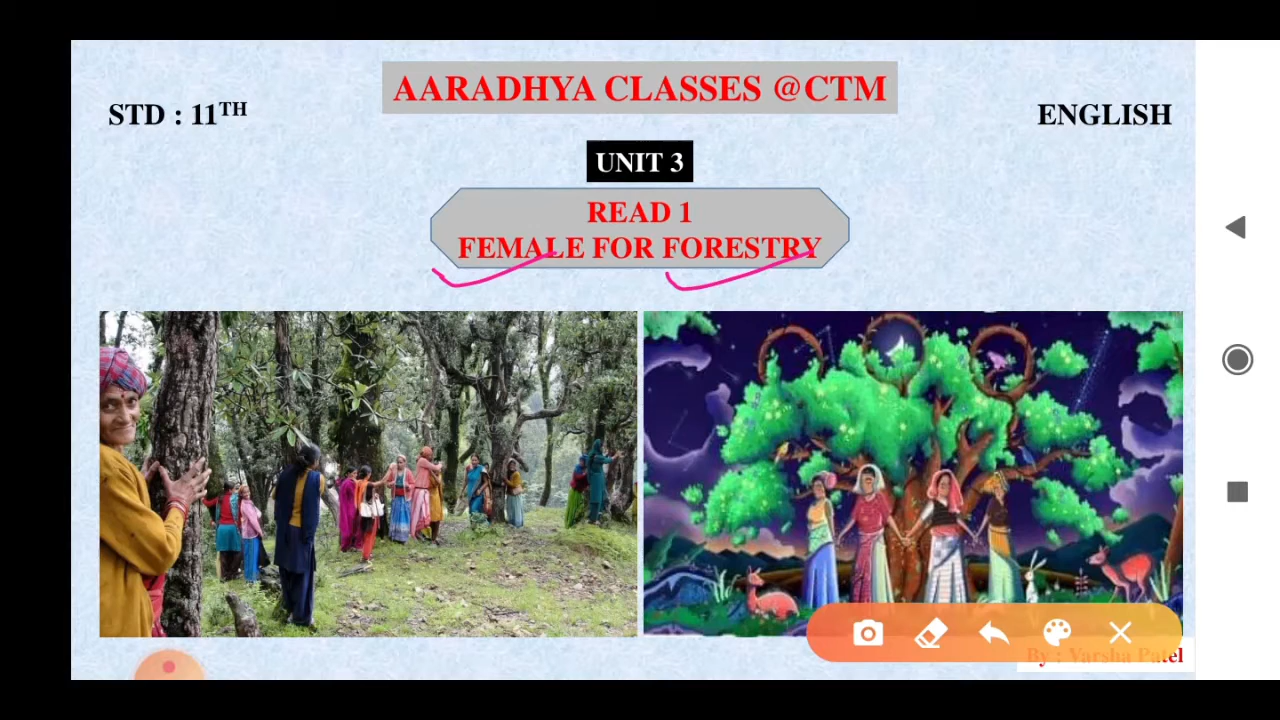 AARADHYA CLASSES @CTM
STD : 11TH
ENGLISH
UNIT 3
READ 1
FEMALE FOR FORESTRY
By : Varsha Patel